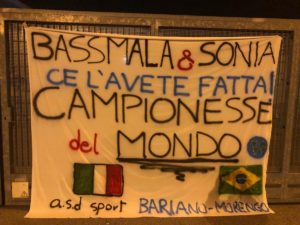 BASSMALA & SONIA
CE L'AVETE FATTA!
CAMPIONESSE
del MONDO
a.s.d sport BARIANO-MORENGO